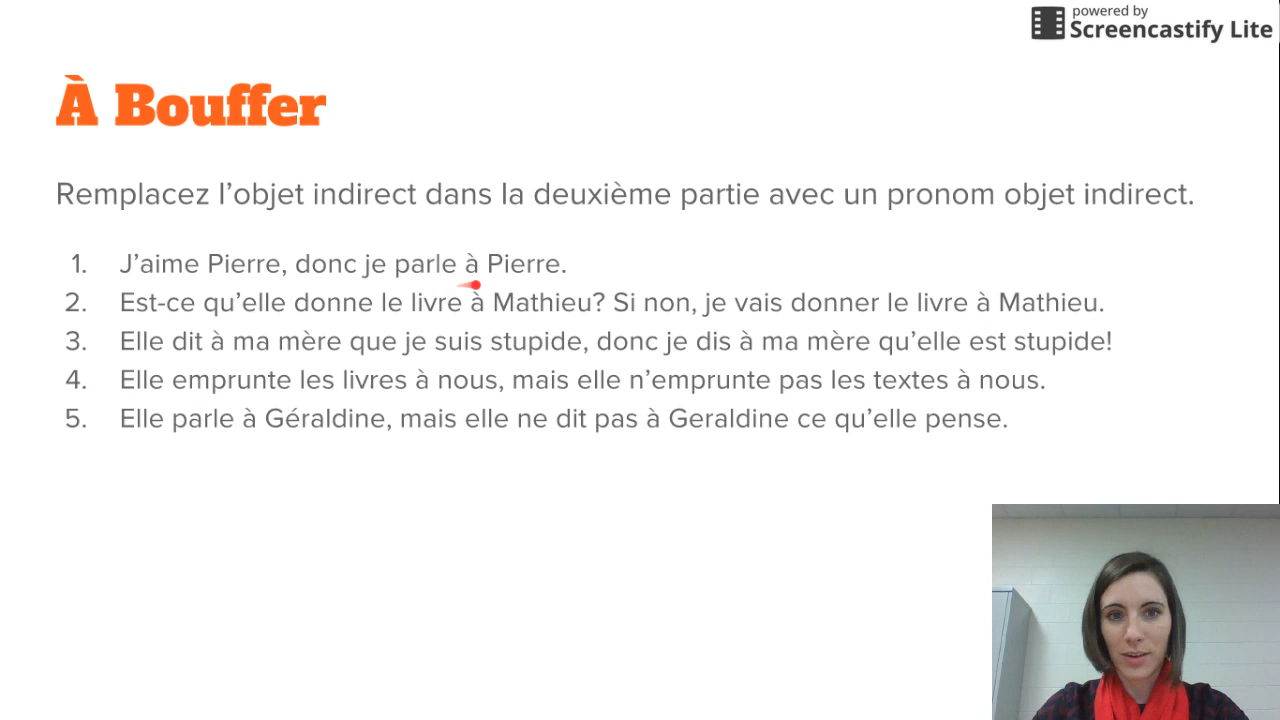 powered by
Screencastify Lite
À Bouffer
Remplacez l’objet indirect dans la deuxième partie avec un pronom objet indirect.
1. J’aime Pierre, donc je parle à Pierre.
2. Est-ce qu’elle donne le livre à Mathieu? Si non, je vais donner le livre à Mathieu.
3. Elle dit à ma mère que je suis stupide, donc je dis à ma mère qu’elle est stupide!
4. Elle emprunte les livres à nous, mais elle n’emprunte pas les textes à nous.
5. Elle parle à Géraldine, mais elle ne dit pas à Geraldine ce qu’elle pense.